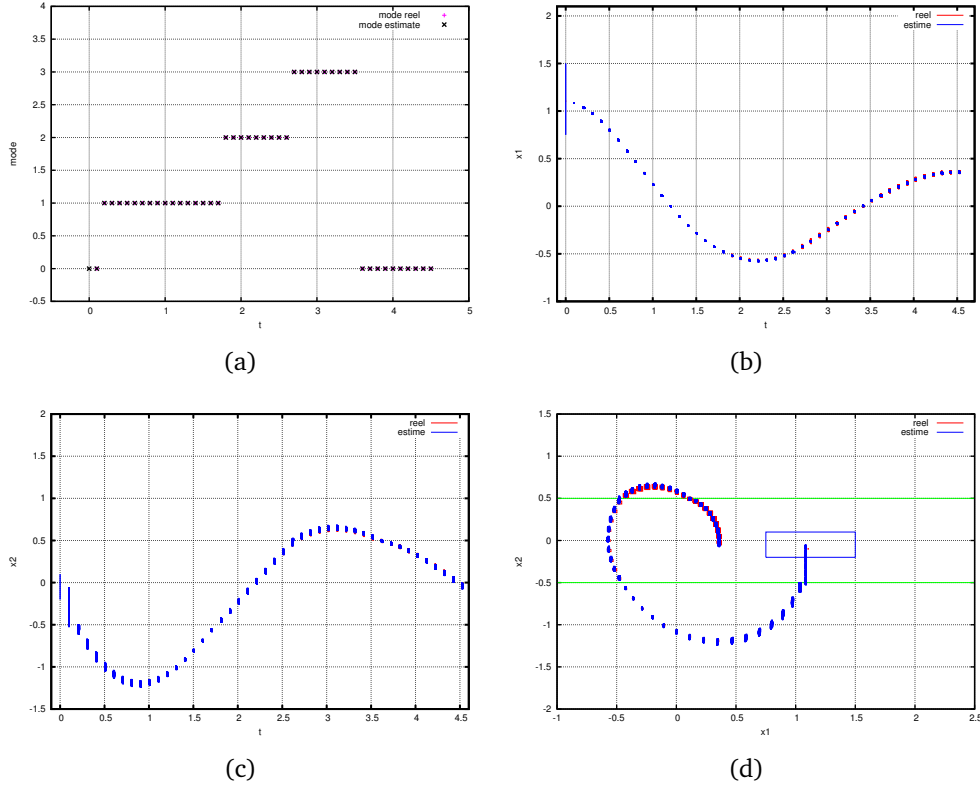 4
3.5
3
2.5
2
1.5
1
0.5
0
-0.5
mode
0 1 2 3 4 5
t
mode reel
mode estimate
(a)
2
1.5
1
0.5
0
-0.5
-1
x1
0 0.5 1 1.5 2 2.5 3 3.5 4 4.5
t
reel
estime
(b)
2
1.5
1
0.5
0
-0.5
-1
-1.5
x2
0 0.5 1 1.5 2 2.5 3 3.5 4 4.5
t
reel
estime
(c)
1.5
1
0.5
0
-0.5
-1
-1.5
-2
x2
-1 -0.5 0 0.5 1 1.5 2 2.5
x1
reel
estime
(d)